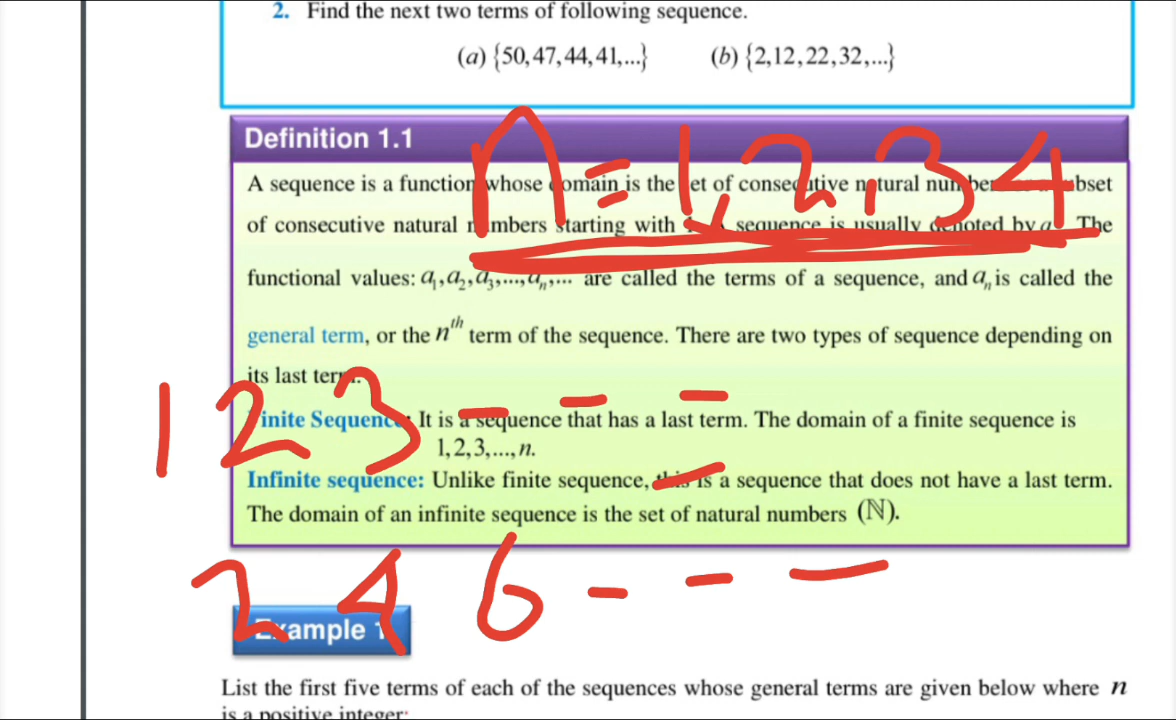 2. Find the next two terms of following sequence.
(a) {50,47,44,41,...} (b) {2,12,22,32,...}
Definition 1.1
n = 1, 2, 3 4
A sequence is a function whose domain is the set of consecutive natural
of consecutive natural numbers starting with sequence is usually denoted by a The
functional values: a₁,a₂,a₃,...,aₙ,... are called the terms of a sequence, and aₙ is called the
general term, or the nᵗʰ term of the sequence. There are two types of sequence depending on
its last term.
1 2 3 - - -
Finite Sequence: It is a sequence that has a last term. The domain of a finite sequence is
1,2,3,...,n.
Infinite sequence: Unlike finite sequence, this is a sequence that does not have a last term.
The domain of an infinite sequence is the set of natural numbers (ℕ).
2 4 6 - - -
Example 1
List the first five terms of each of the sequences whose general terms are given below where n
is a positive integer: